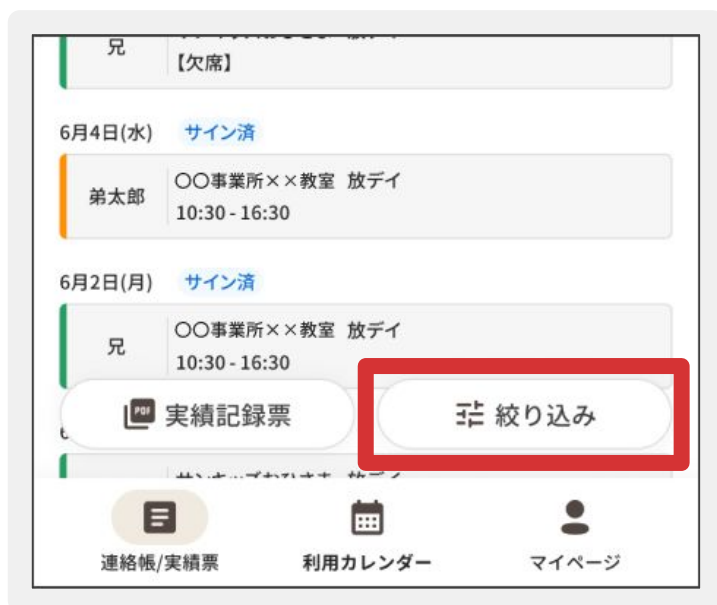 兄
【欠席】
6月4日(水) サイン済
弟太郎
〇〇事業所××教室 放デイ
10:30 - 16:30
6月2日(月) サイン済
兄
〇〇事業所××教室 放デイ
10:30 - 16:30
PDF 実績記録票
絞り込み
連絡帳/実績票
利用カレンダー
マイページ